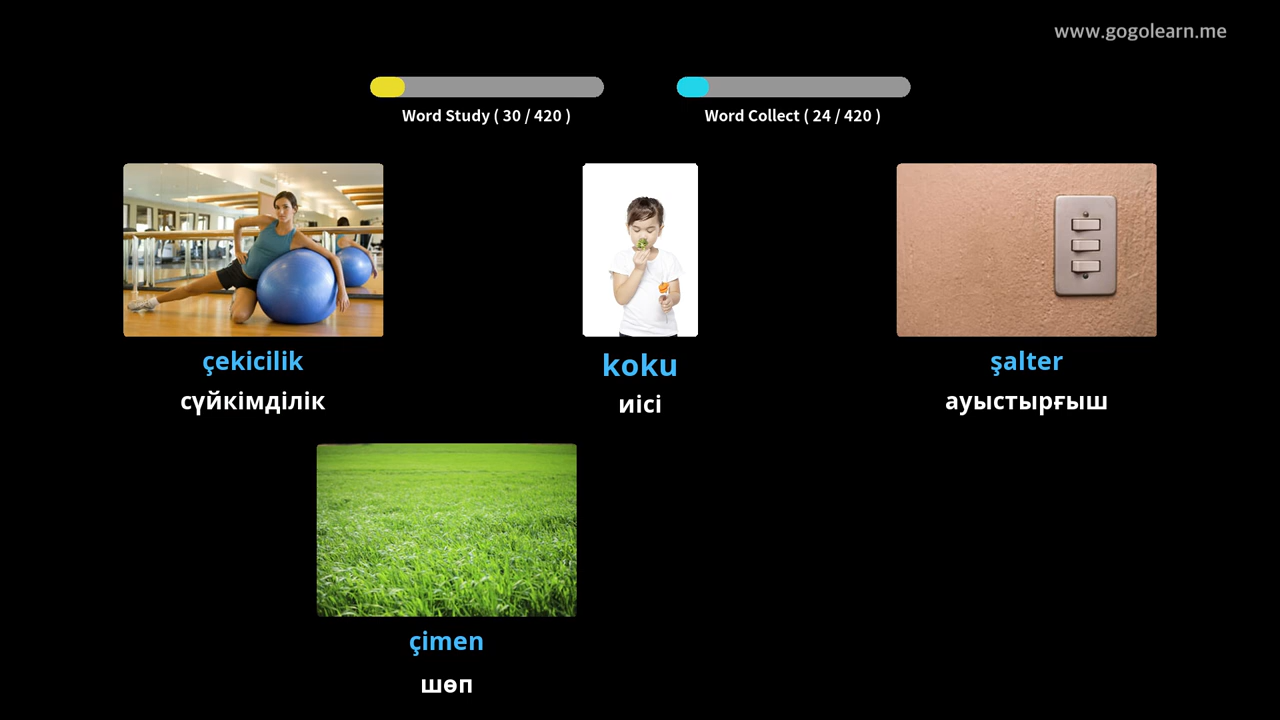 www.gogolearn.me
Word Study ( 30 / 420 )
Word Collect ( 24 / 420 )
çekicilik
сүйкімділік
koku
иісі
şalter
ауыстырғыш
çimen
шөп